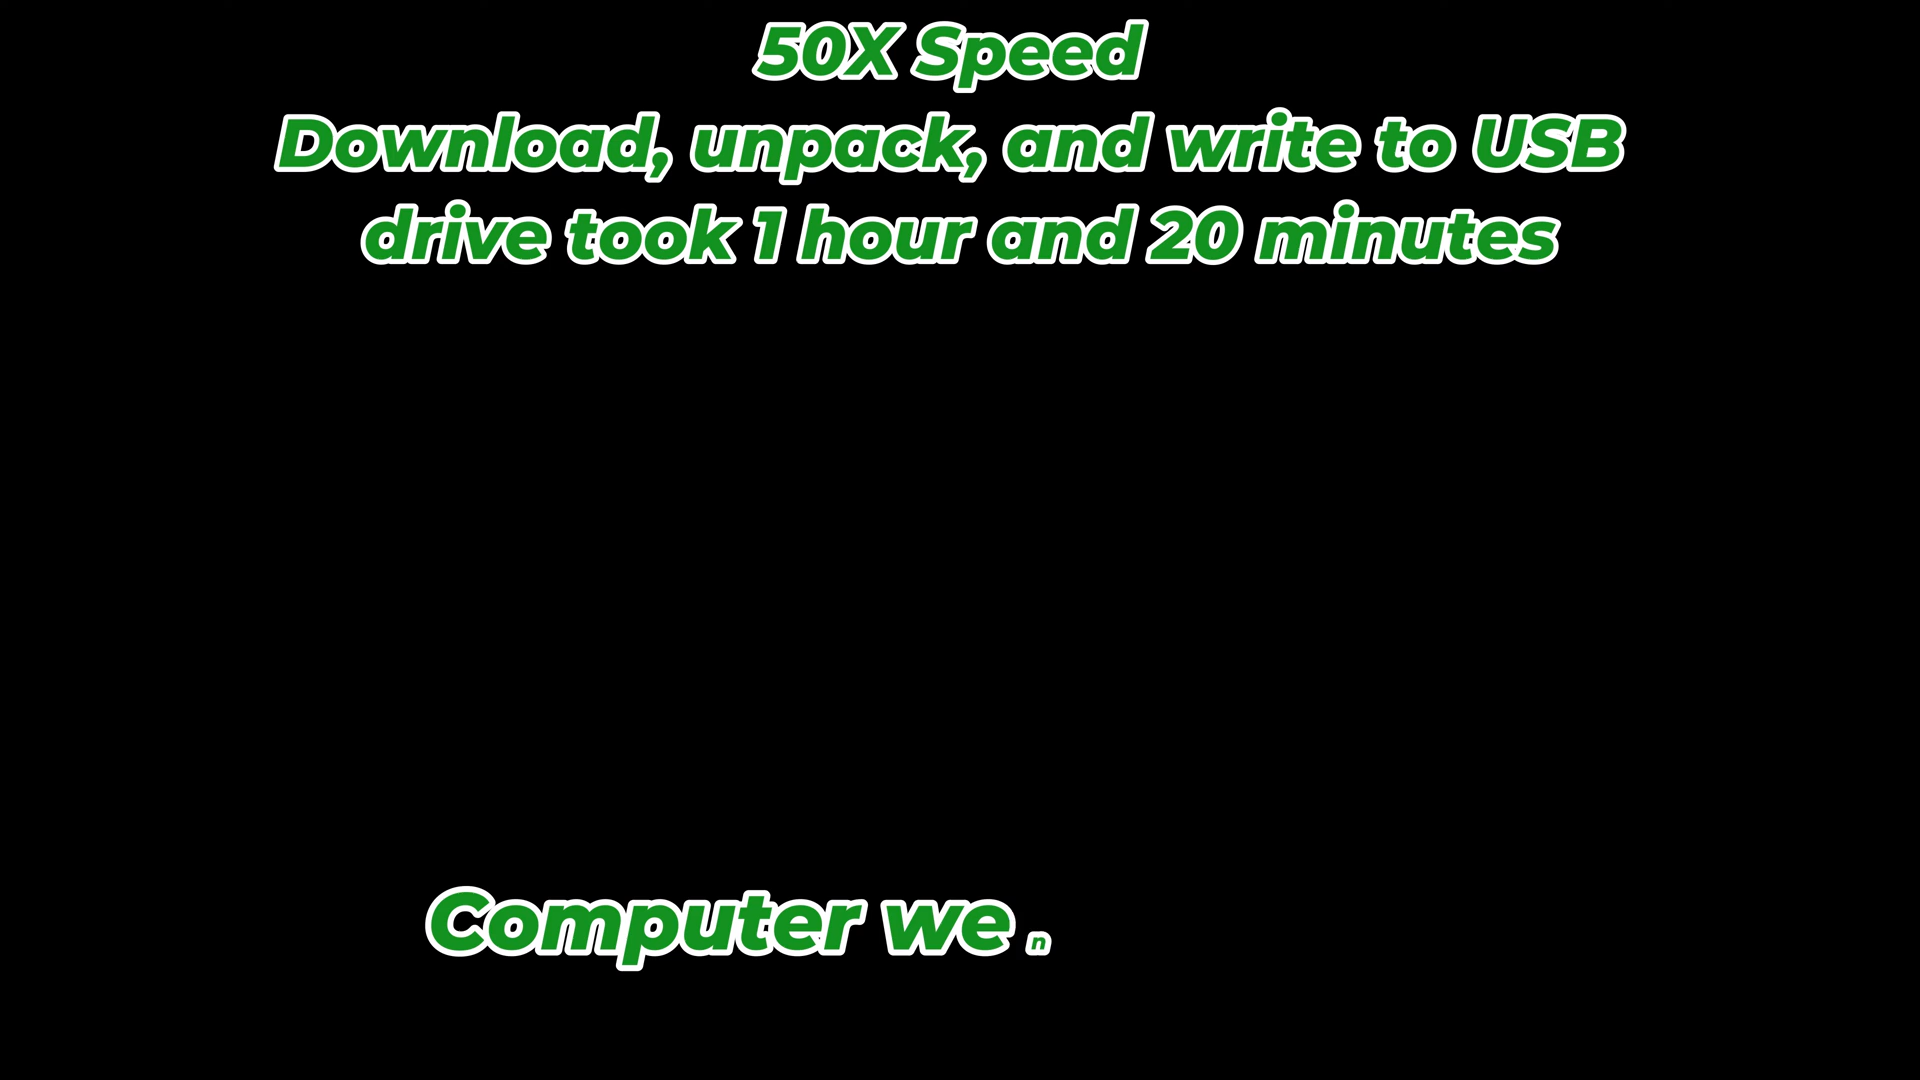 50X Speed
Download, unpack, and write to USB
drive took 1 hour and 20 minutes
Computer we n